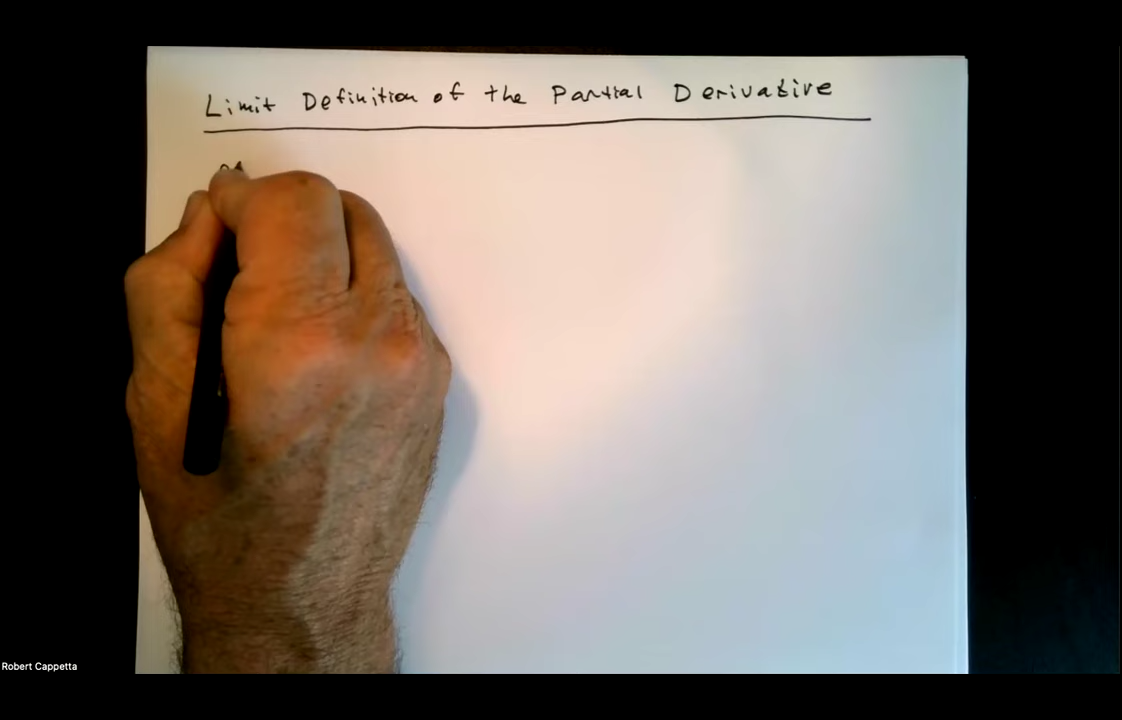 Limit Definition of the Partial Derivative
Robert Cappetta